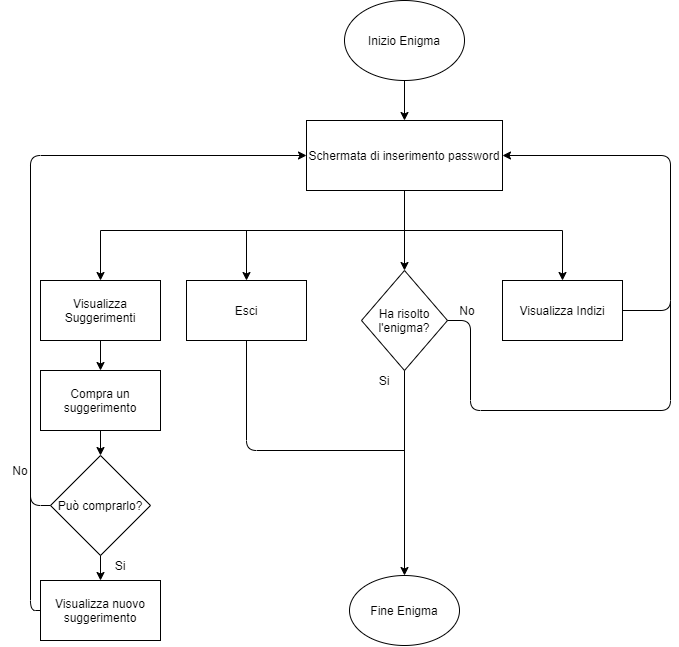 Inizio Enigma
Schermata di inserimento password
Visualizza
Suggerimenti
Esci
Ha risolto
l'enigma?
No
Visualizza Indizi
Si
Compra un
suggerimento
No
Può comprarlo?
Si
Visualizza nuovo
suggerimento
Fine Enigma